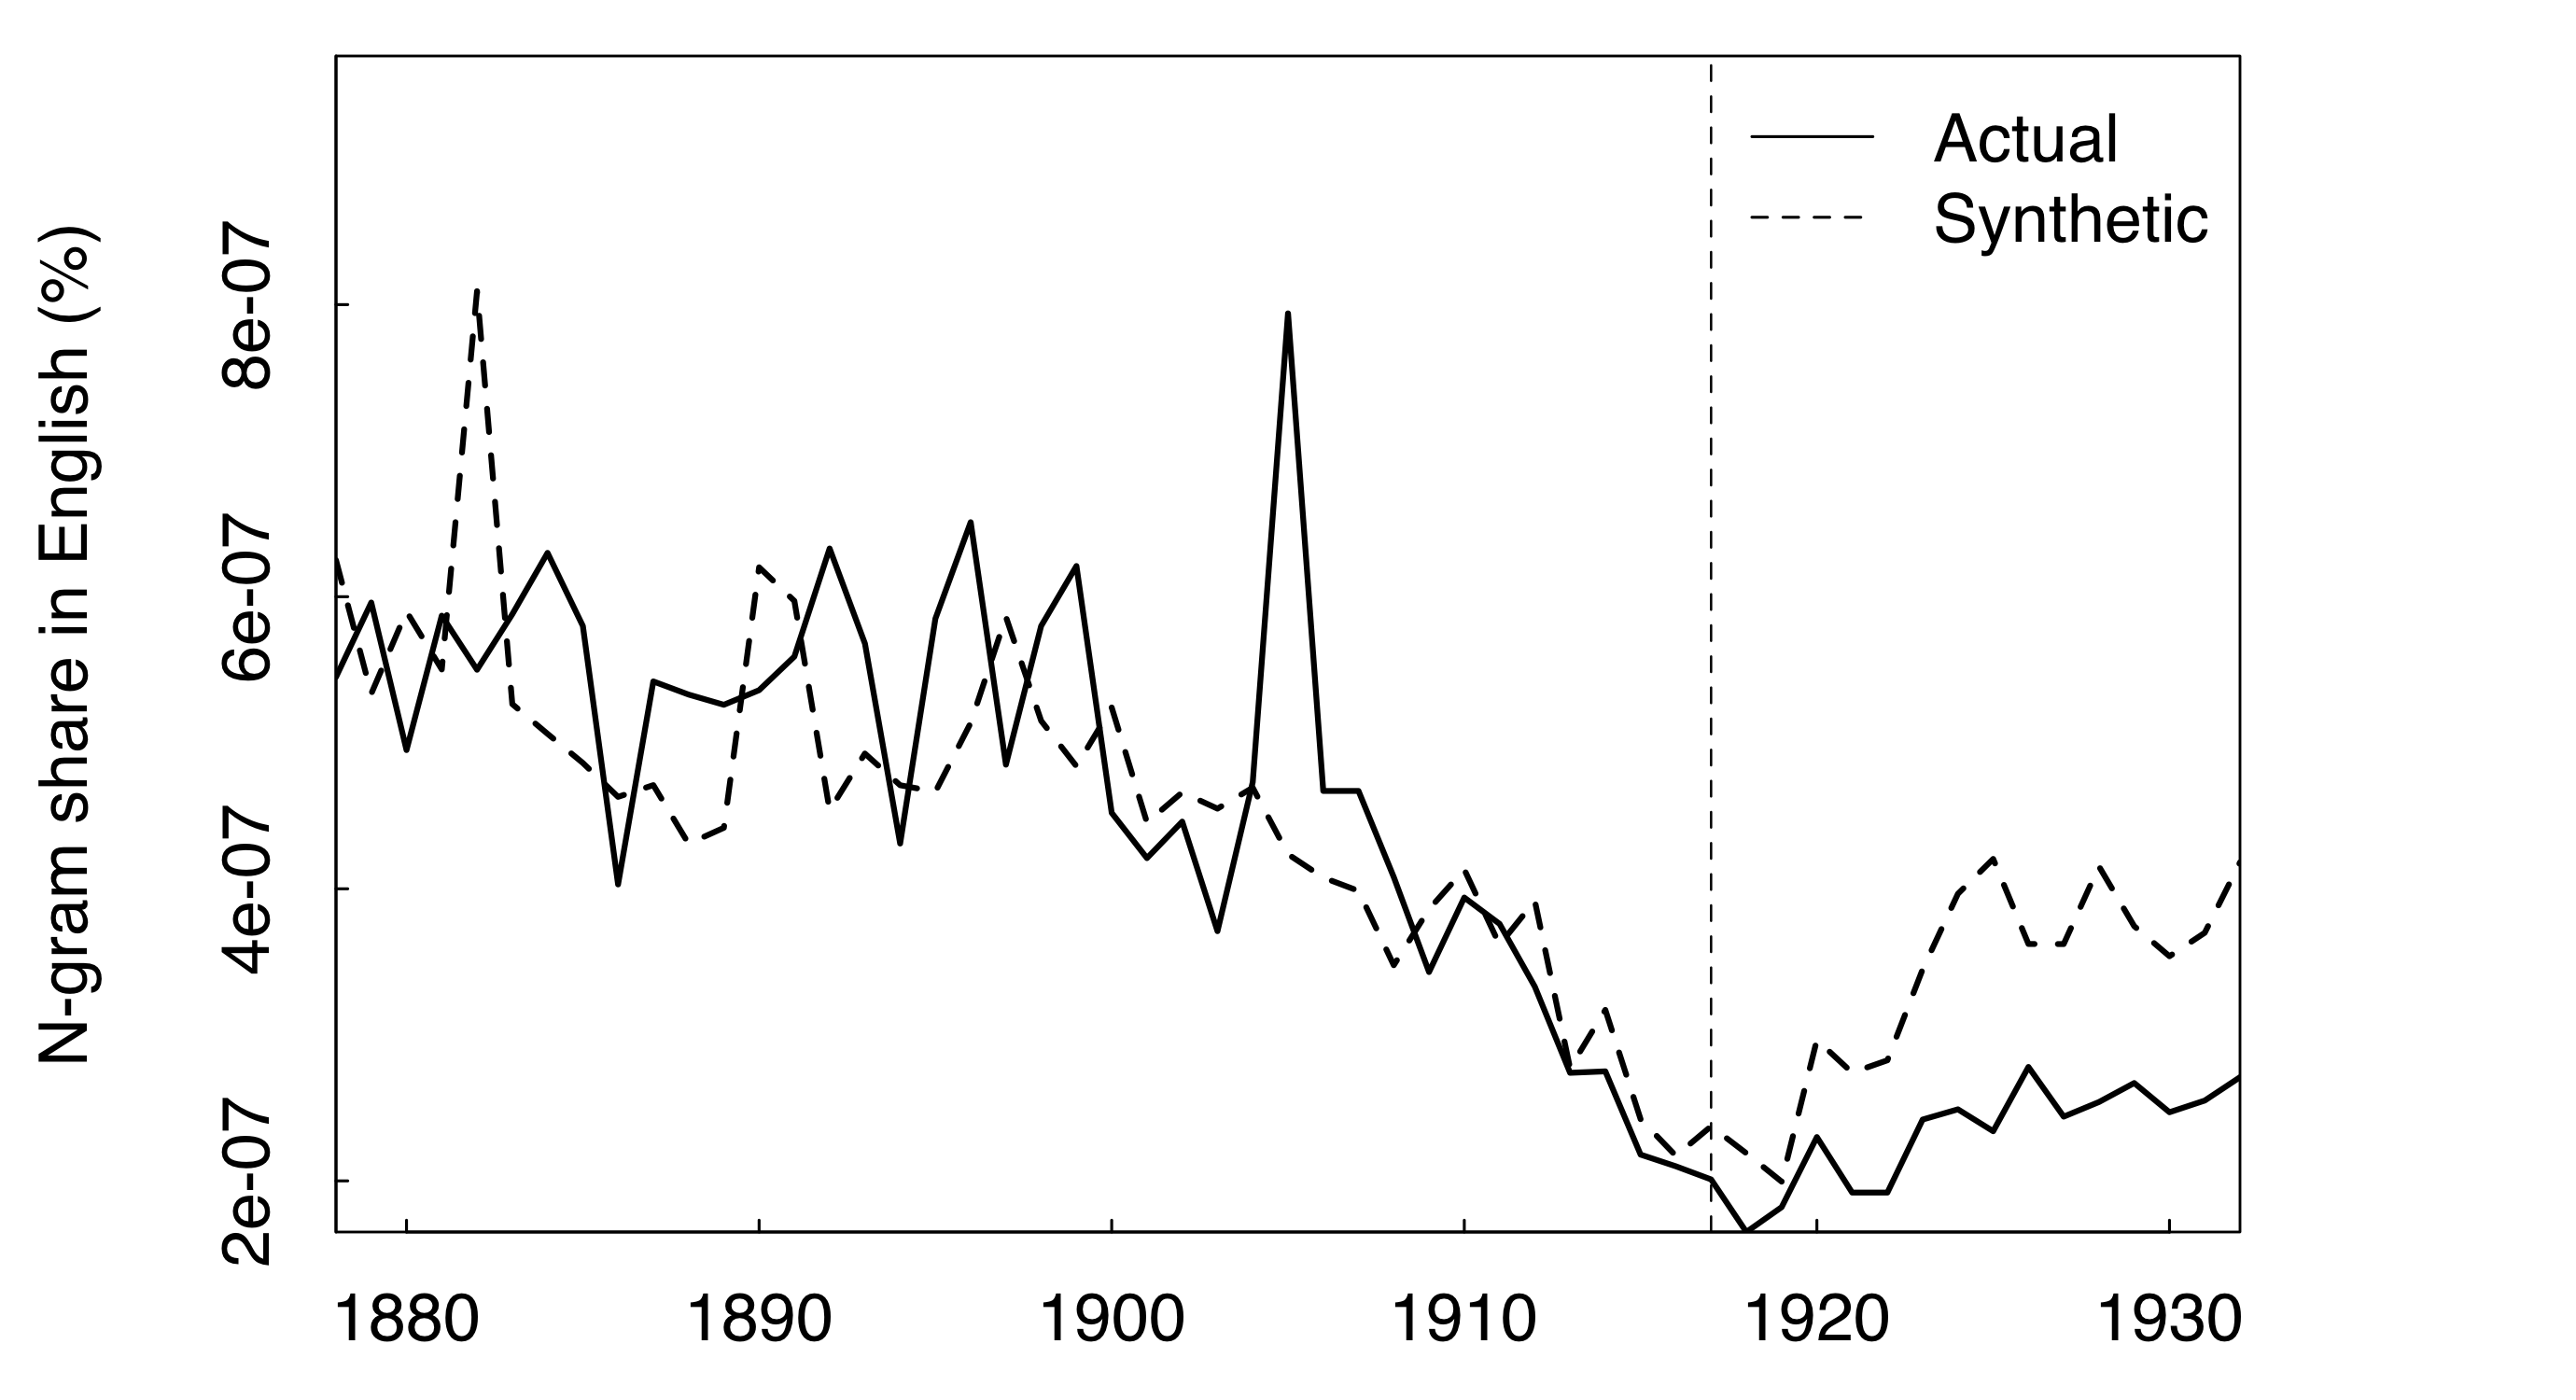 N-gram share in English (%)
8e-07
6e-07
4e-07
2e-07
Actual
Synthetic
1880 1890 1900 1910 1920 1930